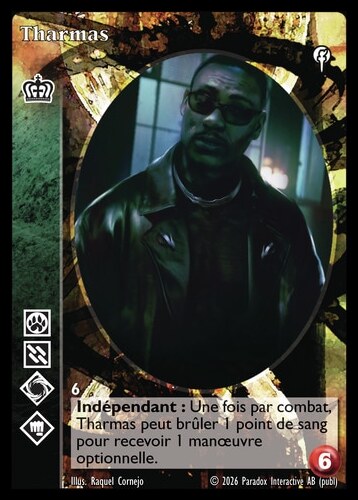 Tharmas
6
Indépendant : Une fois par combat,
Tharmas peut brûler 1 point de sang
pour recevoir 1 manœuvre
optionnelle.
6
Illus. Raquel Cornejo
© 2026 Paradox Interactive AB (publ)